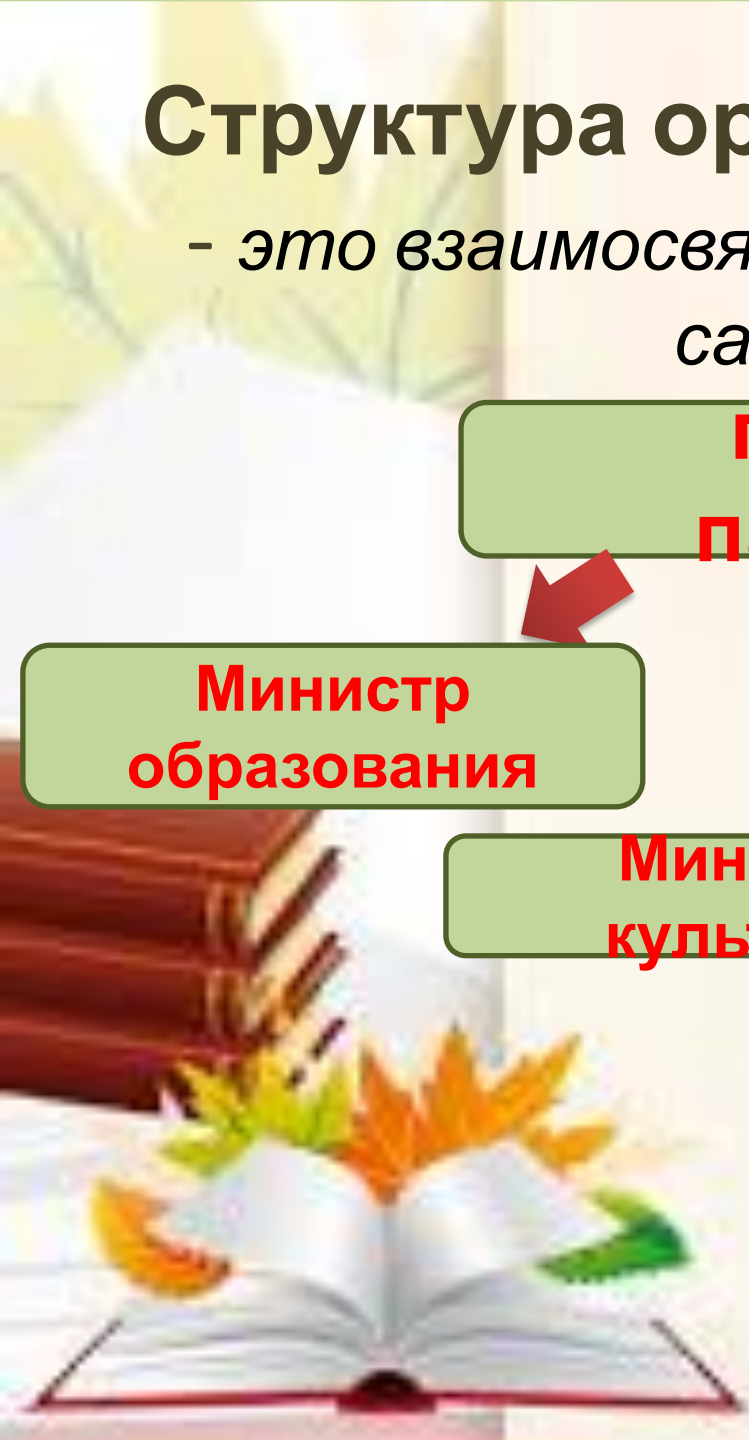 Структура ор
- это взаимосвя
са
Министр
образования
Мин
куль